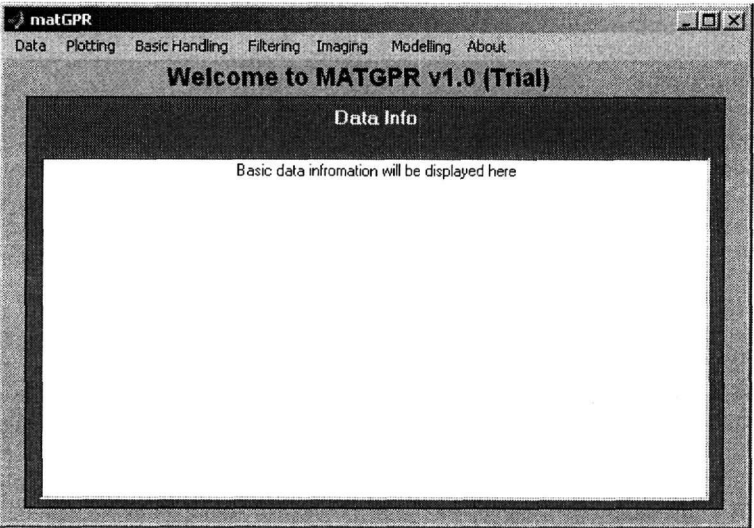 matGPR
Data Plotting Basic Handling Filtering Imaging Modelling About
Welcome to MATGPR v1.0 (Trial)
Data Info
Basic data infromation will be displayed here